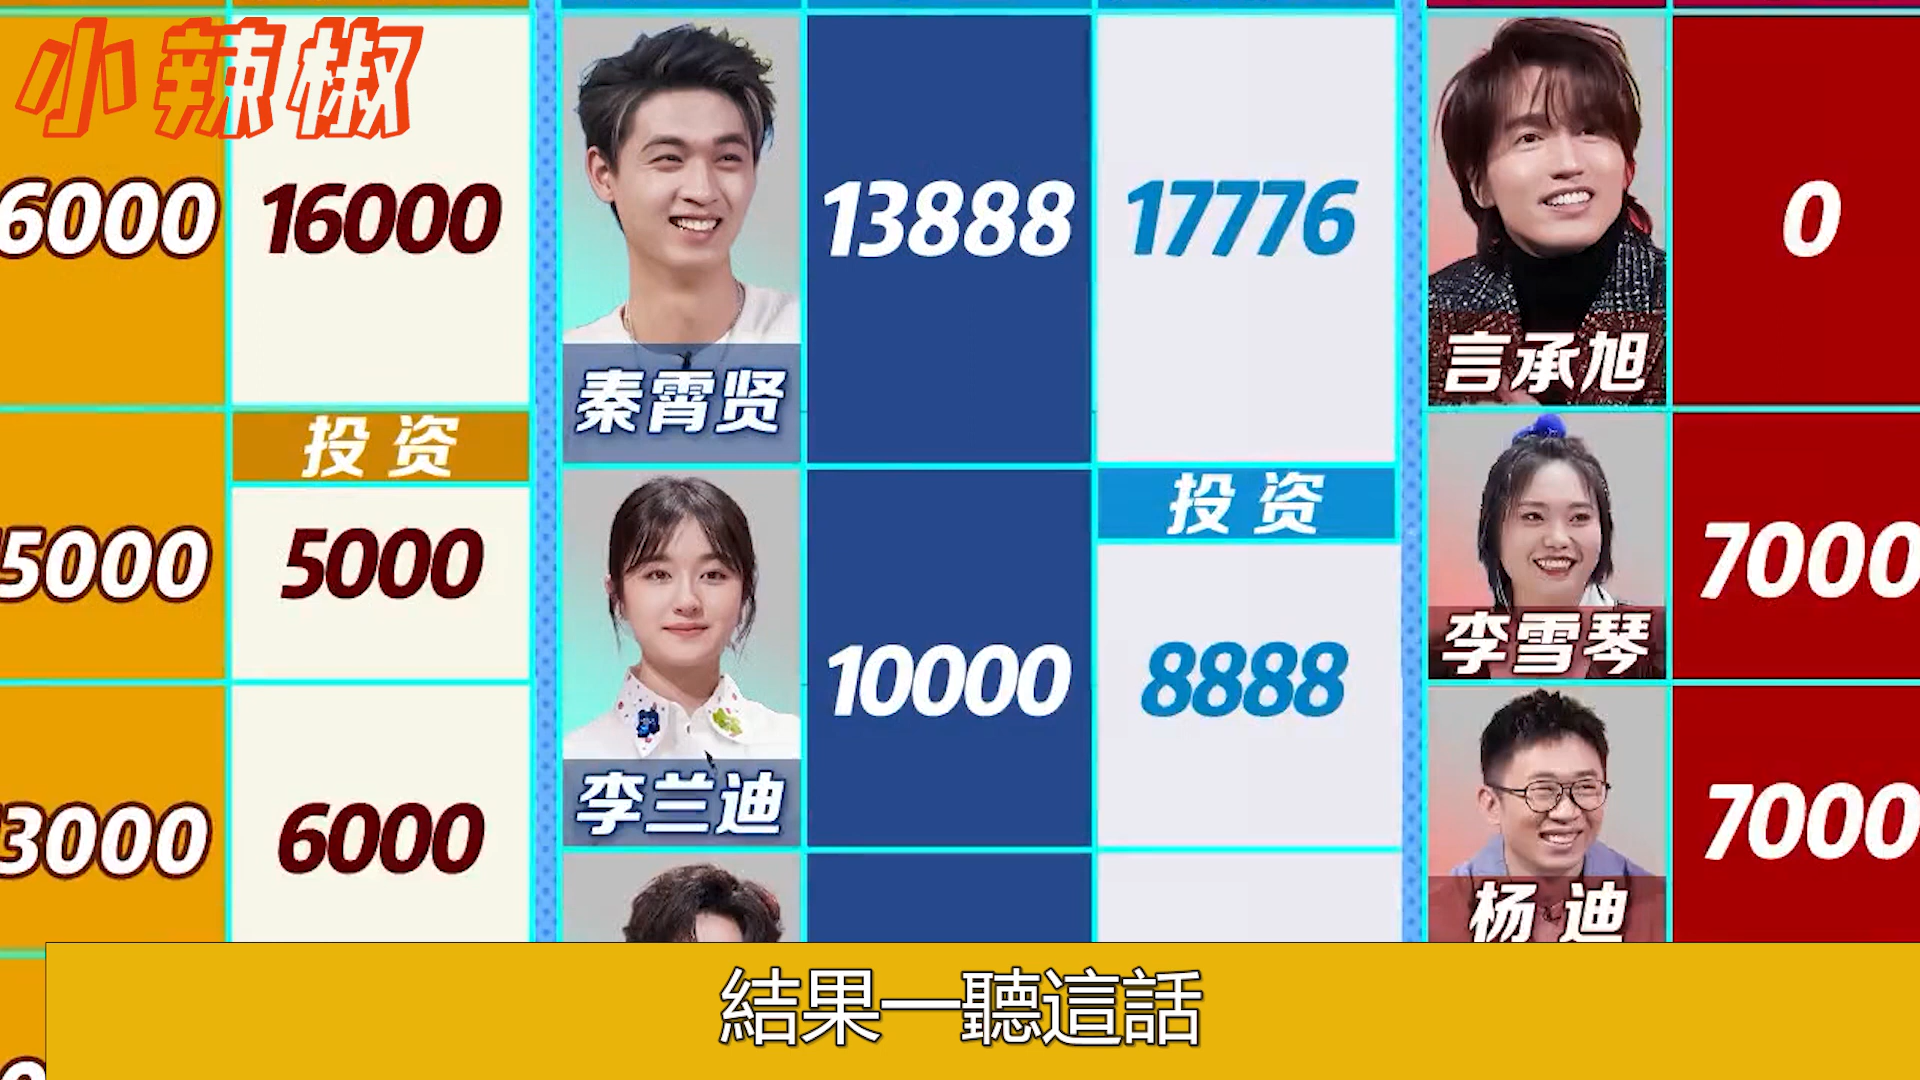 小辣椒
6000 16000
秦霄贤 13888 17776
言承旭 0
投资
5000 5000
投资
李兰迪 10000 8888
李雪琴 7000
3000 6000
杨迪 7000
結果一聽這話